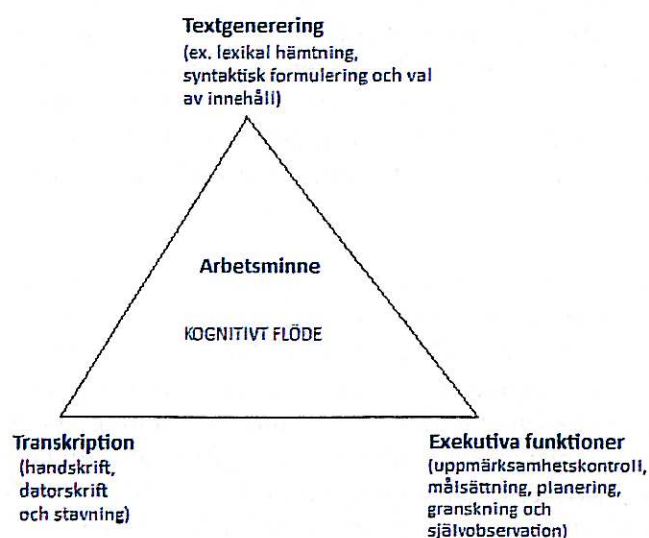 Textgenerering
(ex. lexikal hämtning,
syntaktisk formulering och val
av innehåll)
Arbetsminne
KOGNITIVT FLÖDE
Transkription
(handskrift,
datorskrift
och stavning)
Exekutiva funktioner
(uppmärksamhetskontroll,
målsättning, planering,
granskning och
självobservation)